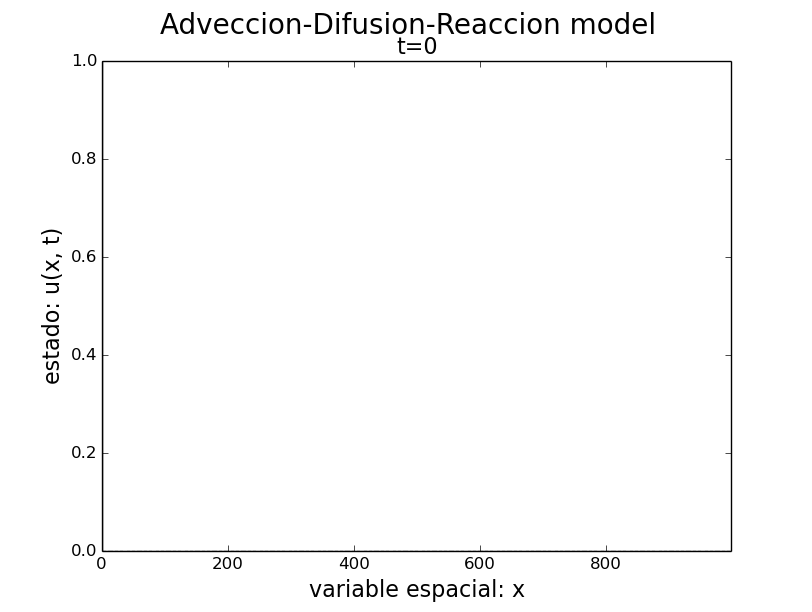 Adveccion-Difusion-Reaccion model
t=0
1.0
0.8
0.6
0.4
0.2
0.0
estado: u(x, t)
0 200 400 600 800
variable espacial: x